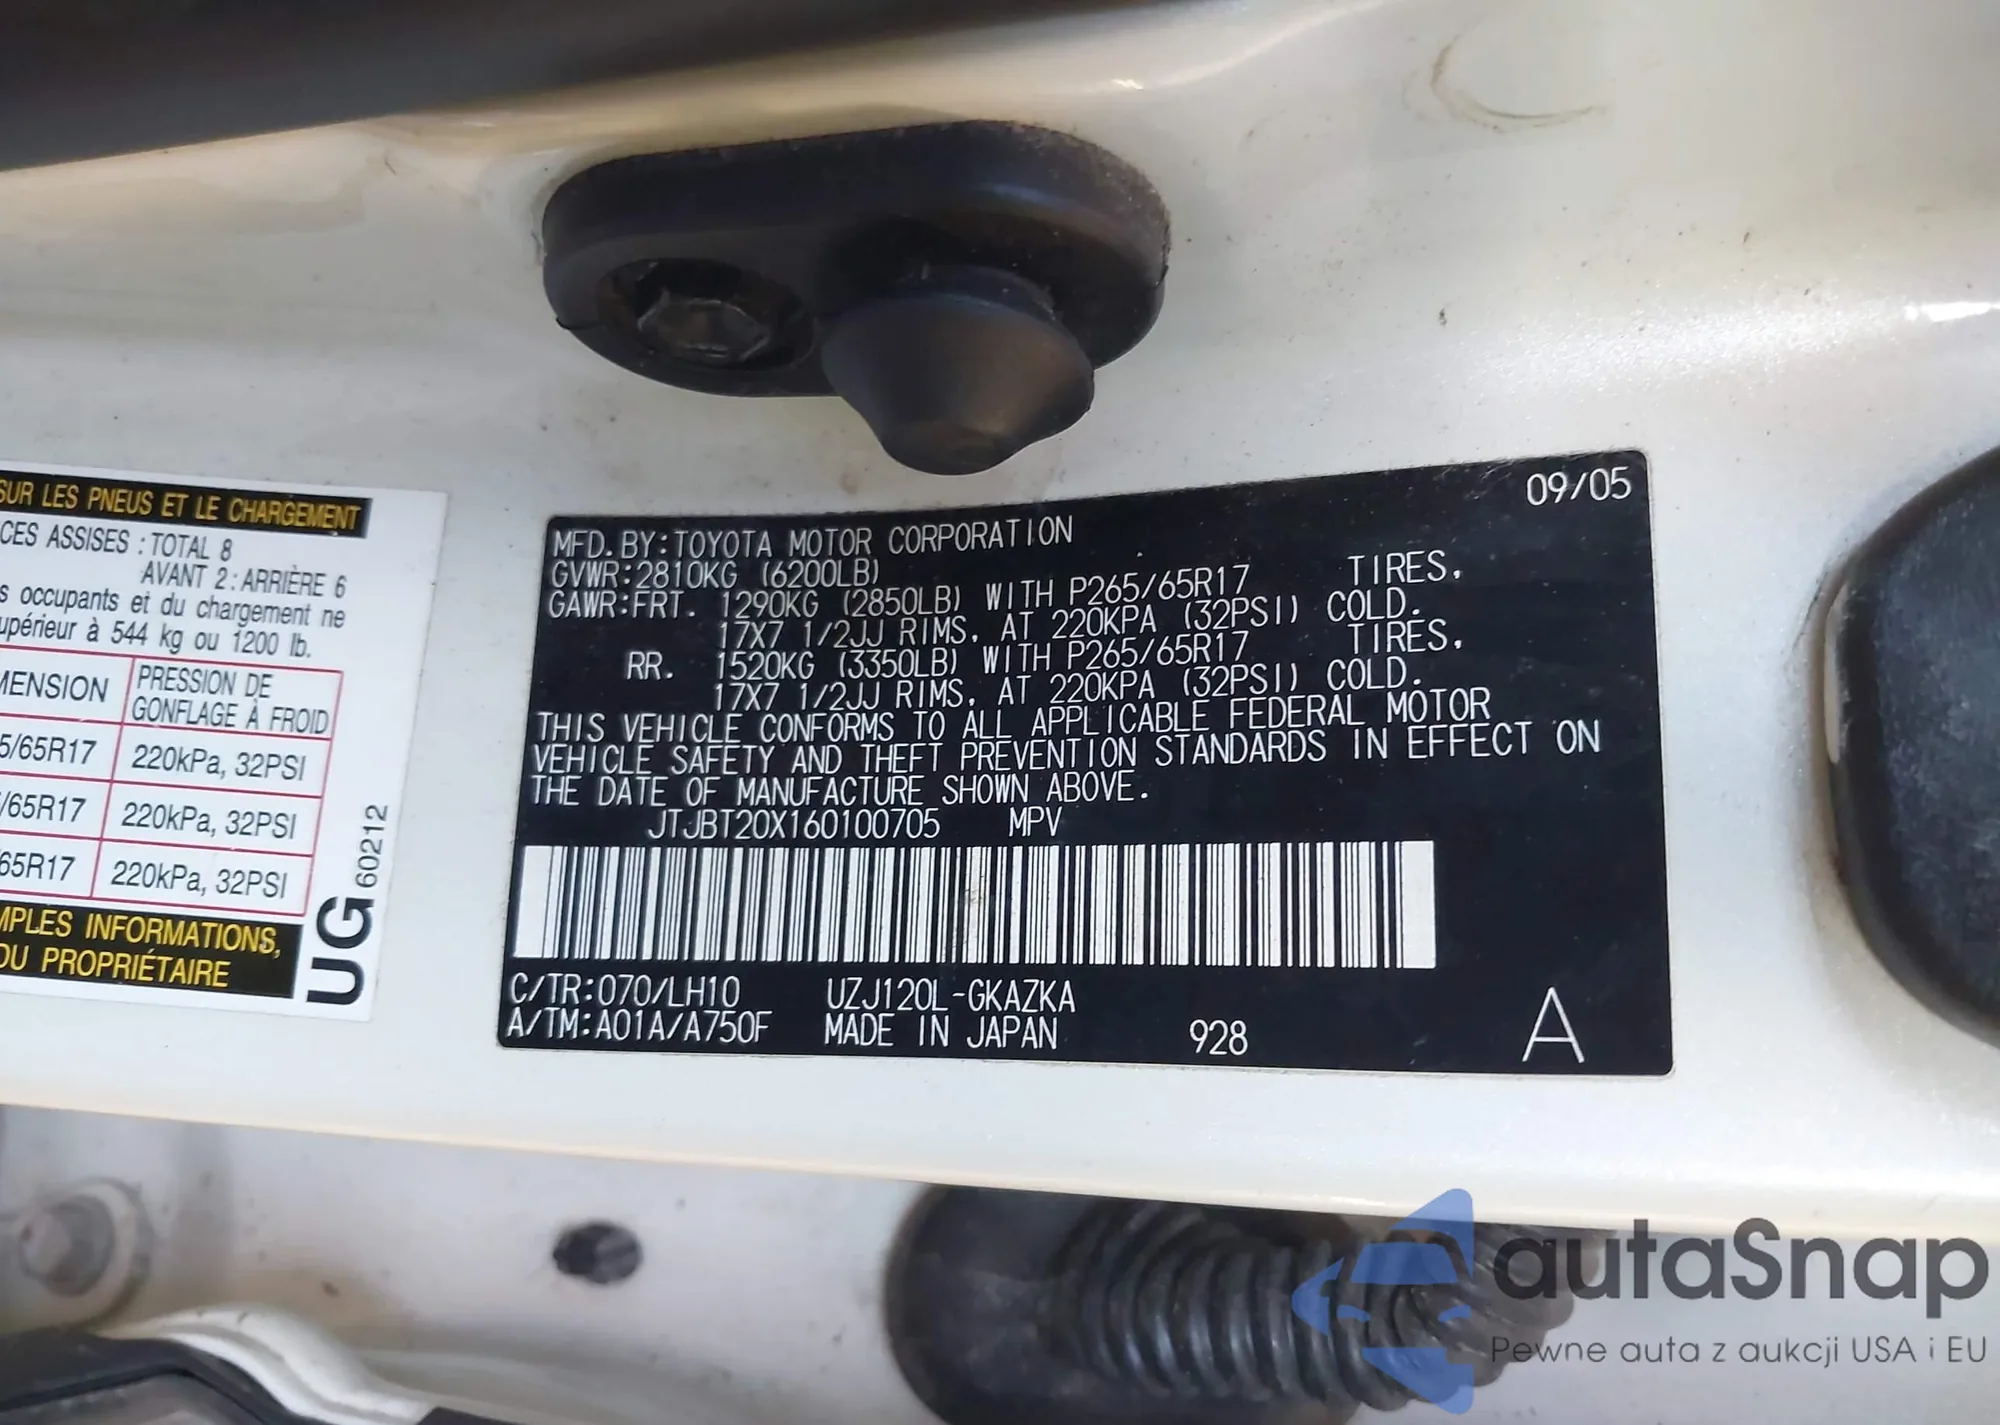 SUR LES PNEUS ET LE CHARGEMENT
CES ASSISES : TOTAL 8
AVANT 2 : ARRIÈRE 6
s occupants et du chargement ne
upérieur à 544 kg ou 1200 lb.
MENSION
PRESSION DE
GONFLAGE À FROID
5/65R17 220kPa, 32PSI
/65R17 220kPa, 32PSI
65R17 220kPa, 32PSI
MPLES INFORMATIONS,
DU PROPRIÉTAIRE
UG 60212
09/05
MFD.BY:TOYOTA MOTOR CORPORATION
GVWR:2810KG (6200LB)
GAWR:FRT. 1290KG (2850LB) WITH P265/65R17 TIRES,
17X7 1/2JJ RIMS, AT 220KPA (32PSI) COLD.
RR. 1520KG (3350LB) WITH P265/65R17 TIRES,
17X7 1/2JJ RIMS, AT 220KPA (32PSI) COLD.
THIS VEHICLE CONFORMS TO ALL APPLICABLE FEDERAL MOTOR
VEHICLE SAFETY AND THEFT PREVENTION STANDARDS IN EFFECT ON
THE DATE OF MANUFACTURE SHOWN ABOVE.
JTJBT20X160100705 MPV
C/TR:070/LH10 UZJ120L-GKAZKA
A/TM:A01A/A750F MADE IN JAPAN 928 A
autaSnap
Pewne auta z aukcji USA i EU